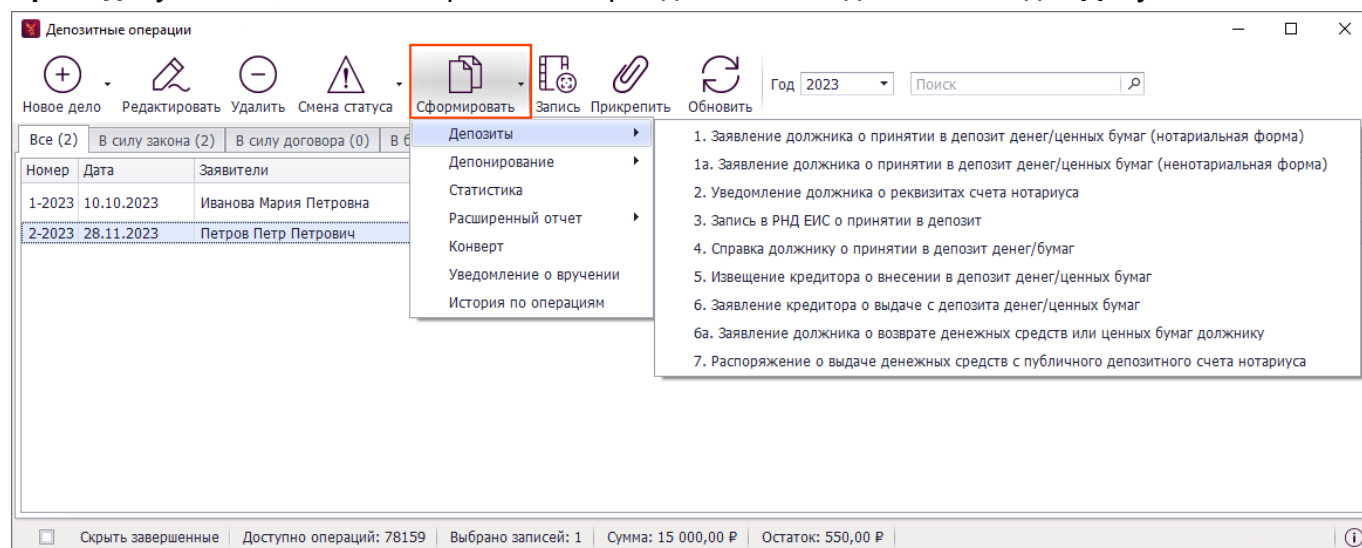 Депозитные операции
Новое дело Редактировать Удалить Смена статуса Сформировать Запись Прикрепить Обновить Год 2023 Поиск
Все (2) В силу закона (2) В силу договора (0)
Номер Дата Заявители
1-2023 10.10.2023 Иванова Мария Петровна
2-2023 28.11.2023 Петров Петр Петрович
Депозиты
Депонирование
Статистика
Расширенный отчет
Конверт
Уведомление о вручении
История по операциям
1. Заявление должника о принятии в депозит денег/ценных бумаг (нотариальная форма)
1а. Заявление должника о принятии в депозит денег/ценных бумаг (ненотариальная форма)
2. Уведомление должника о реквизитах счета нотариуса
3. Запись в РНД ЕИС о принятии в депозит
4. Справка должнику о принятии в депозит денег/бумаг
5. Извещение кредитора о внесении в депозит денег/ценных бумаг
6. Заявление кредитора о выдаче с депозита денег/ценных бумаг
6а. Заявление должника о возврате денежных средств или ценных бумаг должнику
7. Распоряжение о выдаче денежных средств с публичного депозитного счета нотариуса
Скрыть завершенные Доступно операций: 78159 Выбрано записей: 1 Сумма: 15 000,00 ₽ Остаток: 550,00 ₽